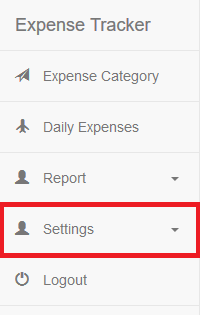 Expense Tracker
Expense Category
Daily Expenses
Report
Settings
Logout